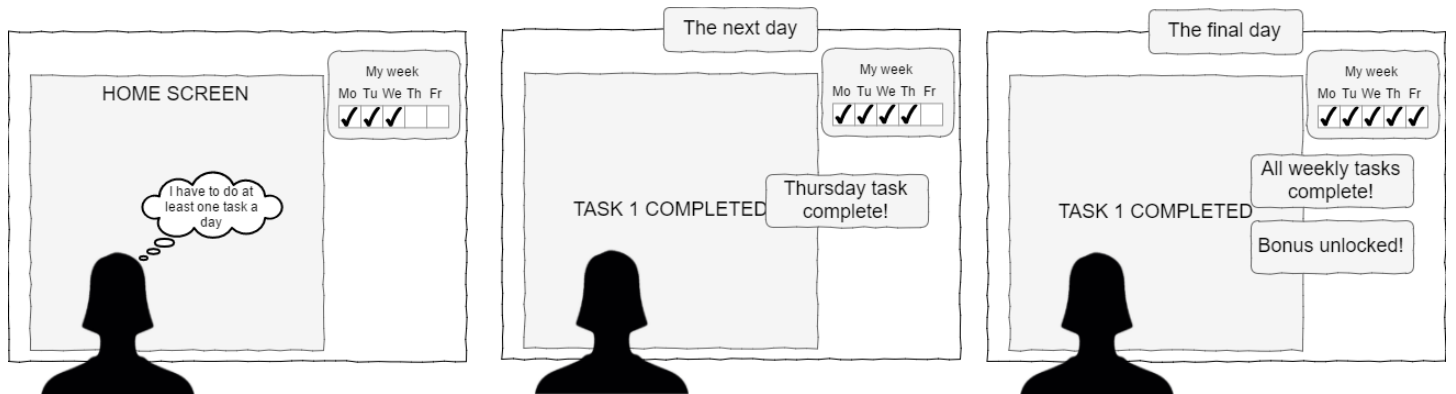 My week
Mo Tu We Th Fr
✓ ✓ ✓
HOME SCREEN
I have to do at
least one task a
day
The next day
My week
Mo Tu We Th Fr
✓ ✓ ✓ ✓
Thursday task
complete!
TASK 1 COMPLETED
The final day
My week
Mo Tu We Th Fr
✓ ✓ ✓ ✓ ✓
All weekly tasks
complete!
TASK 1 COMPLETED
Bonus unlocked!